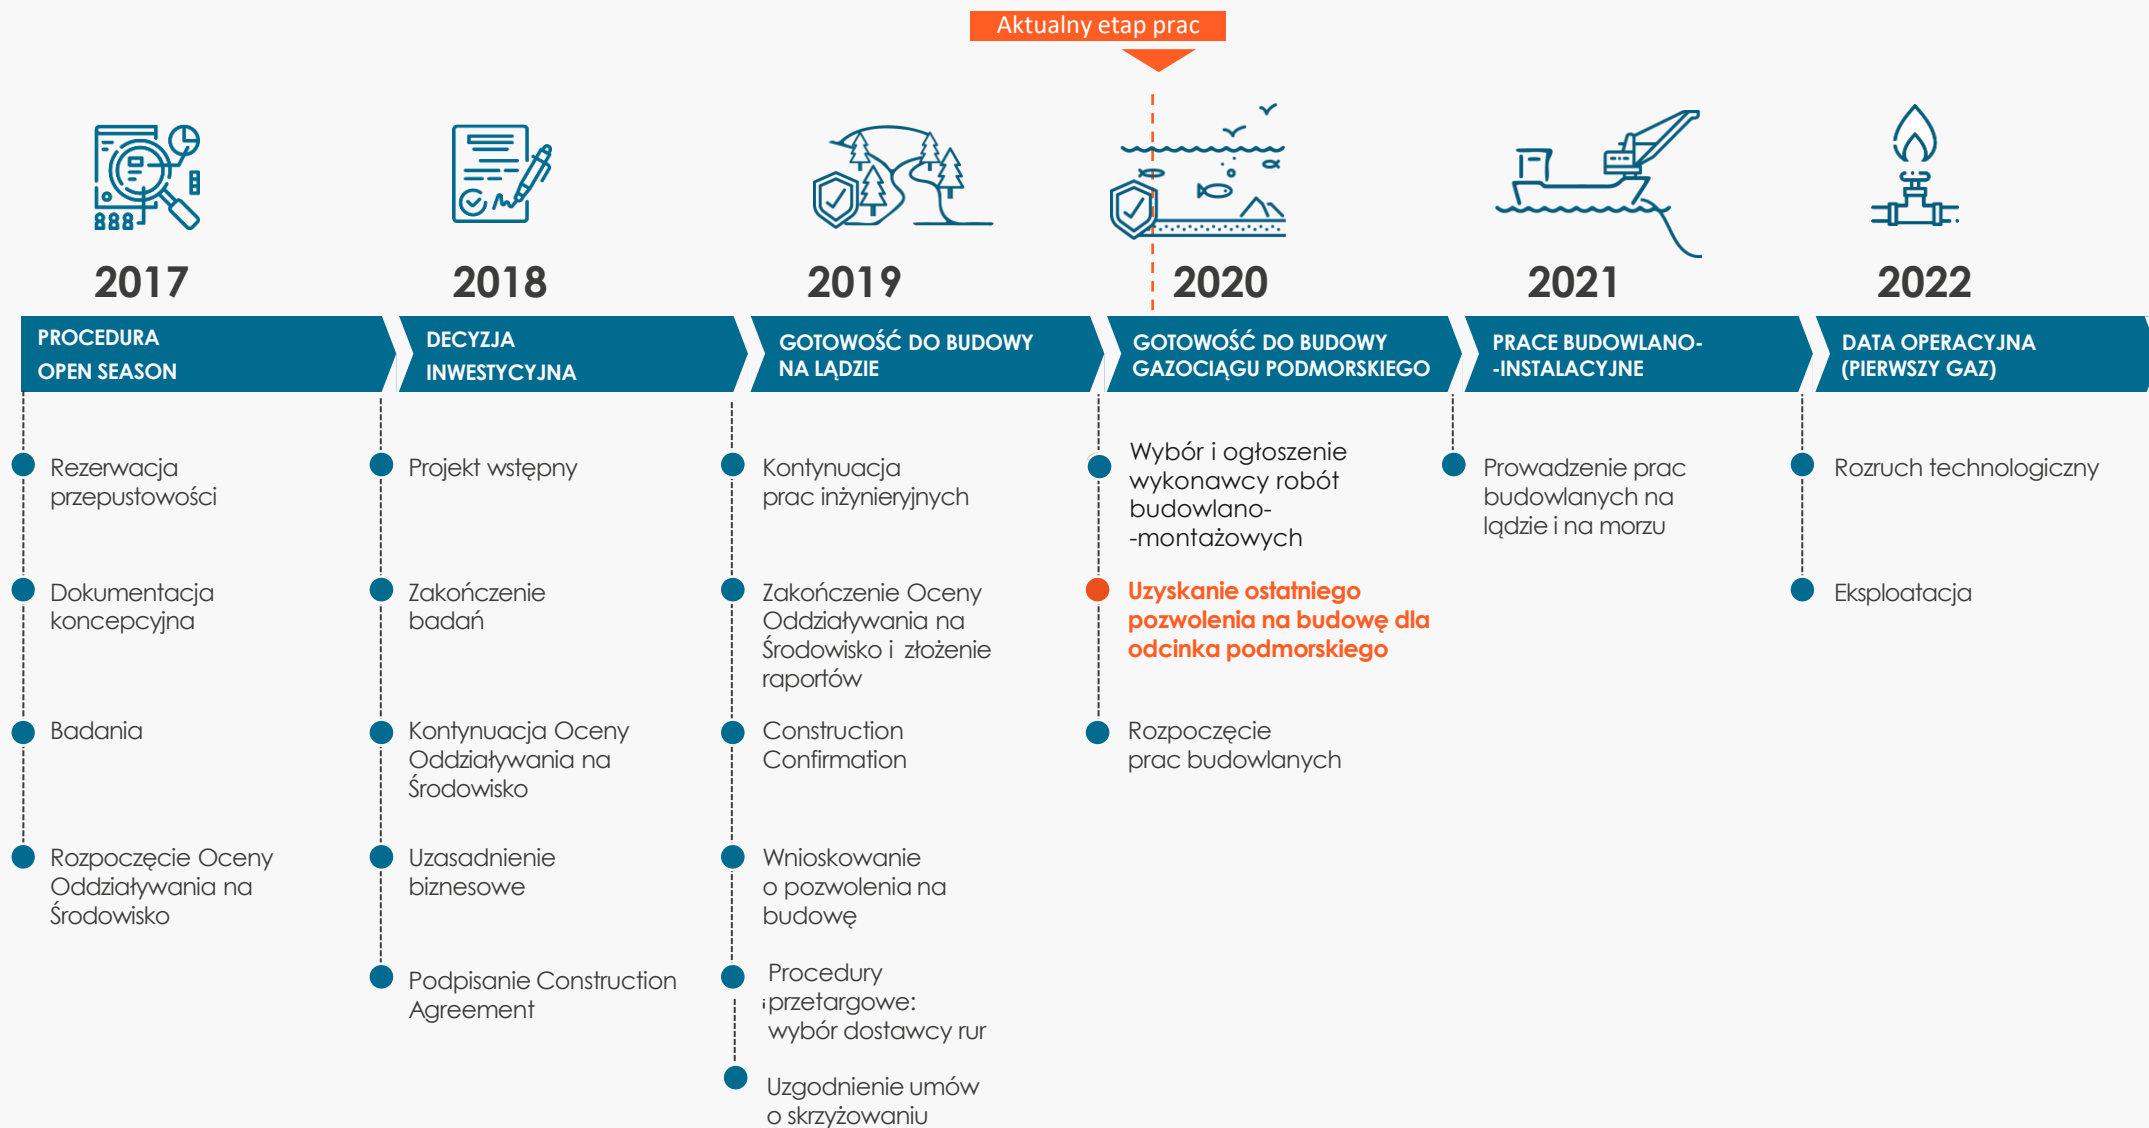 Aktualny etap prac
2017
PROCEDURA
OPEN SEASON
Rezerwacja
przepustowości
Dokumentacja
koncepcyjna
Badania
Rozpoczęcie Oceny
Oddziaływania na
Środowisko
2018
DECYZJA
INWESTYCYJNA
Projekt wstępny
Zakończenie
badań
Kontynuacja Oceny
Oddziaływania na
Środowisko
Uzasadnienie
biznesowe
Podpisanie Construction
Agreement
2019
GOTOWOŚĆ DO BUDOWY
NA LĄDZIE
Kontynuacja
prac inżynieryjnych
Zakończenie Oceny
Oddziaływania na
Środowisko i złożenie
raportów
Construction
Confirmation
Wnioskowanie
o pozwolenia na
budowę
Procedury
przetargowe:
wybór dostawcy rur
Uzgodnienie umów
o skrzyżowaniu
2020
GOTOWOŚĆ DO BUDOWY
GAZOCIĄGU PODMORSKIEGO
Wybór i ogłoszenie
wykonawcy robót
budowlano-
-montażowych
Uzyskanie ostatniego
pozwolenia na budowę dla
odcinka podmorskiego
Rozpoczęcie
prac budowlanych
2021
PRACE BUDOWLANO-
-INSTALACYJNE
Prowadzenie prac
budowlanych na
lądzie i na morzu
2022
DATA OPERACYJNA
(PIERWSZY GAZ)
Rozruch technologiczny
Eksploatacja